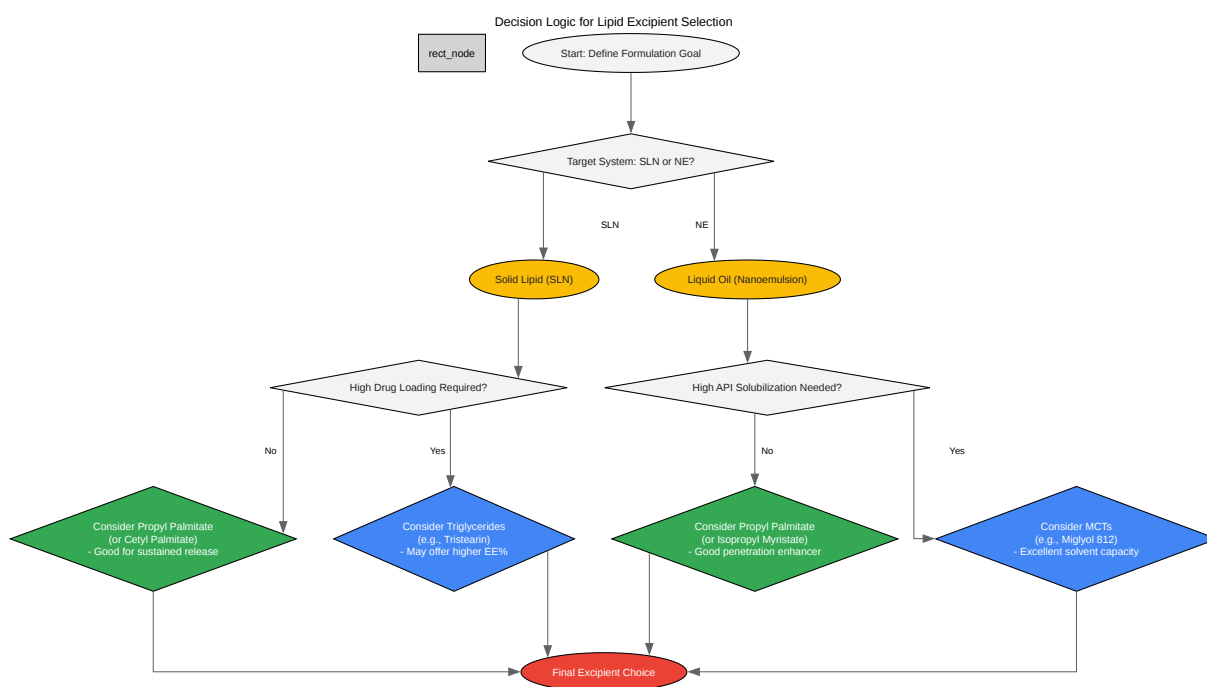 Decision Logic for Lipid Excipient Selection
rect_node
Start: Define Formulation Goal
Target System: SLN or NE?
SLN
NE
Solid Lipid (SLN)
Liquid Oil (Nanoemulsion)
High Drug Loading Required?
High API Solubilization Needed?
No
Yes
No
Yes
Consider Propyl Palmitate
(or Cetyl Palmitate)
- Good for sustained release
Consider Triglycerides
(e.g., Tristearin)
- May offer higher EE%
Consider Propyl Palmitate
(or Isopropyl Myristate)
- Good penetration enhancer
Consider MCTs
(e.g., Miglyol 812)
- Excellent solvent capacity
Final Excipient Choice